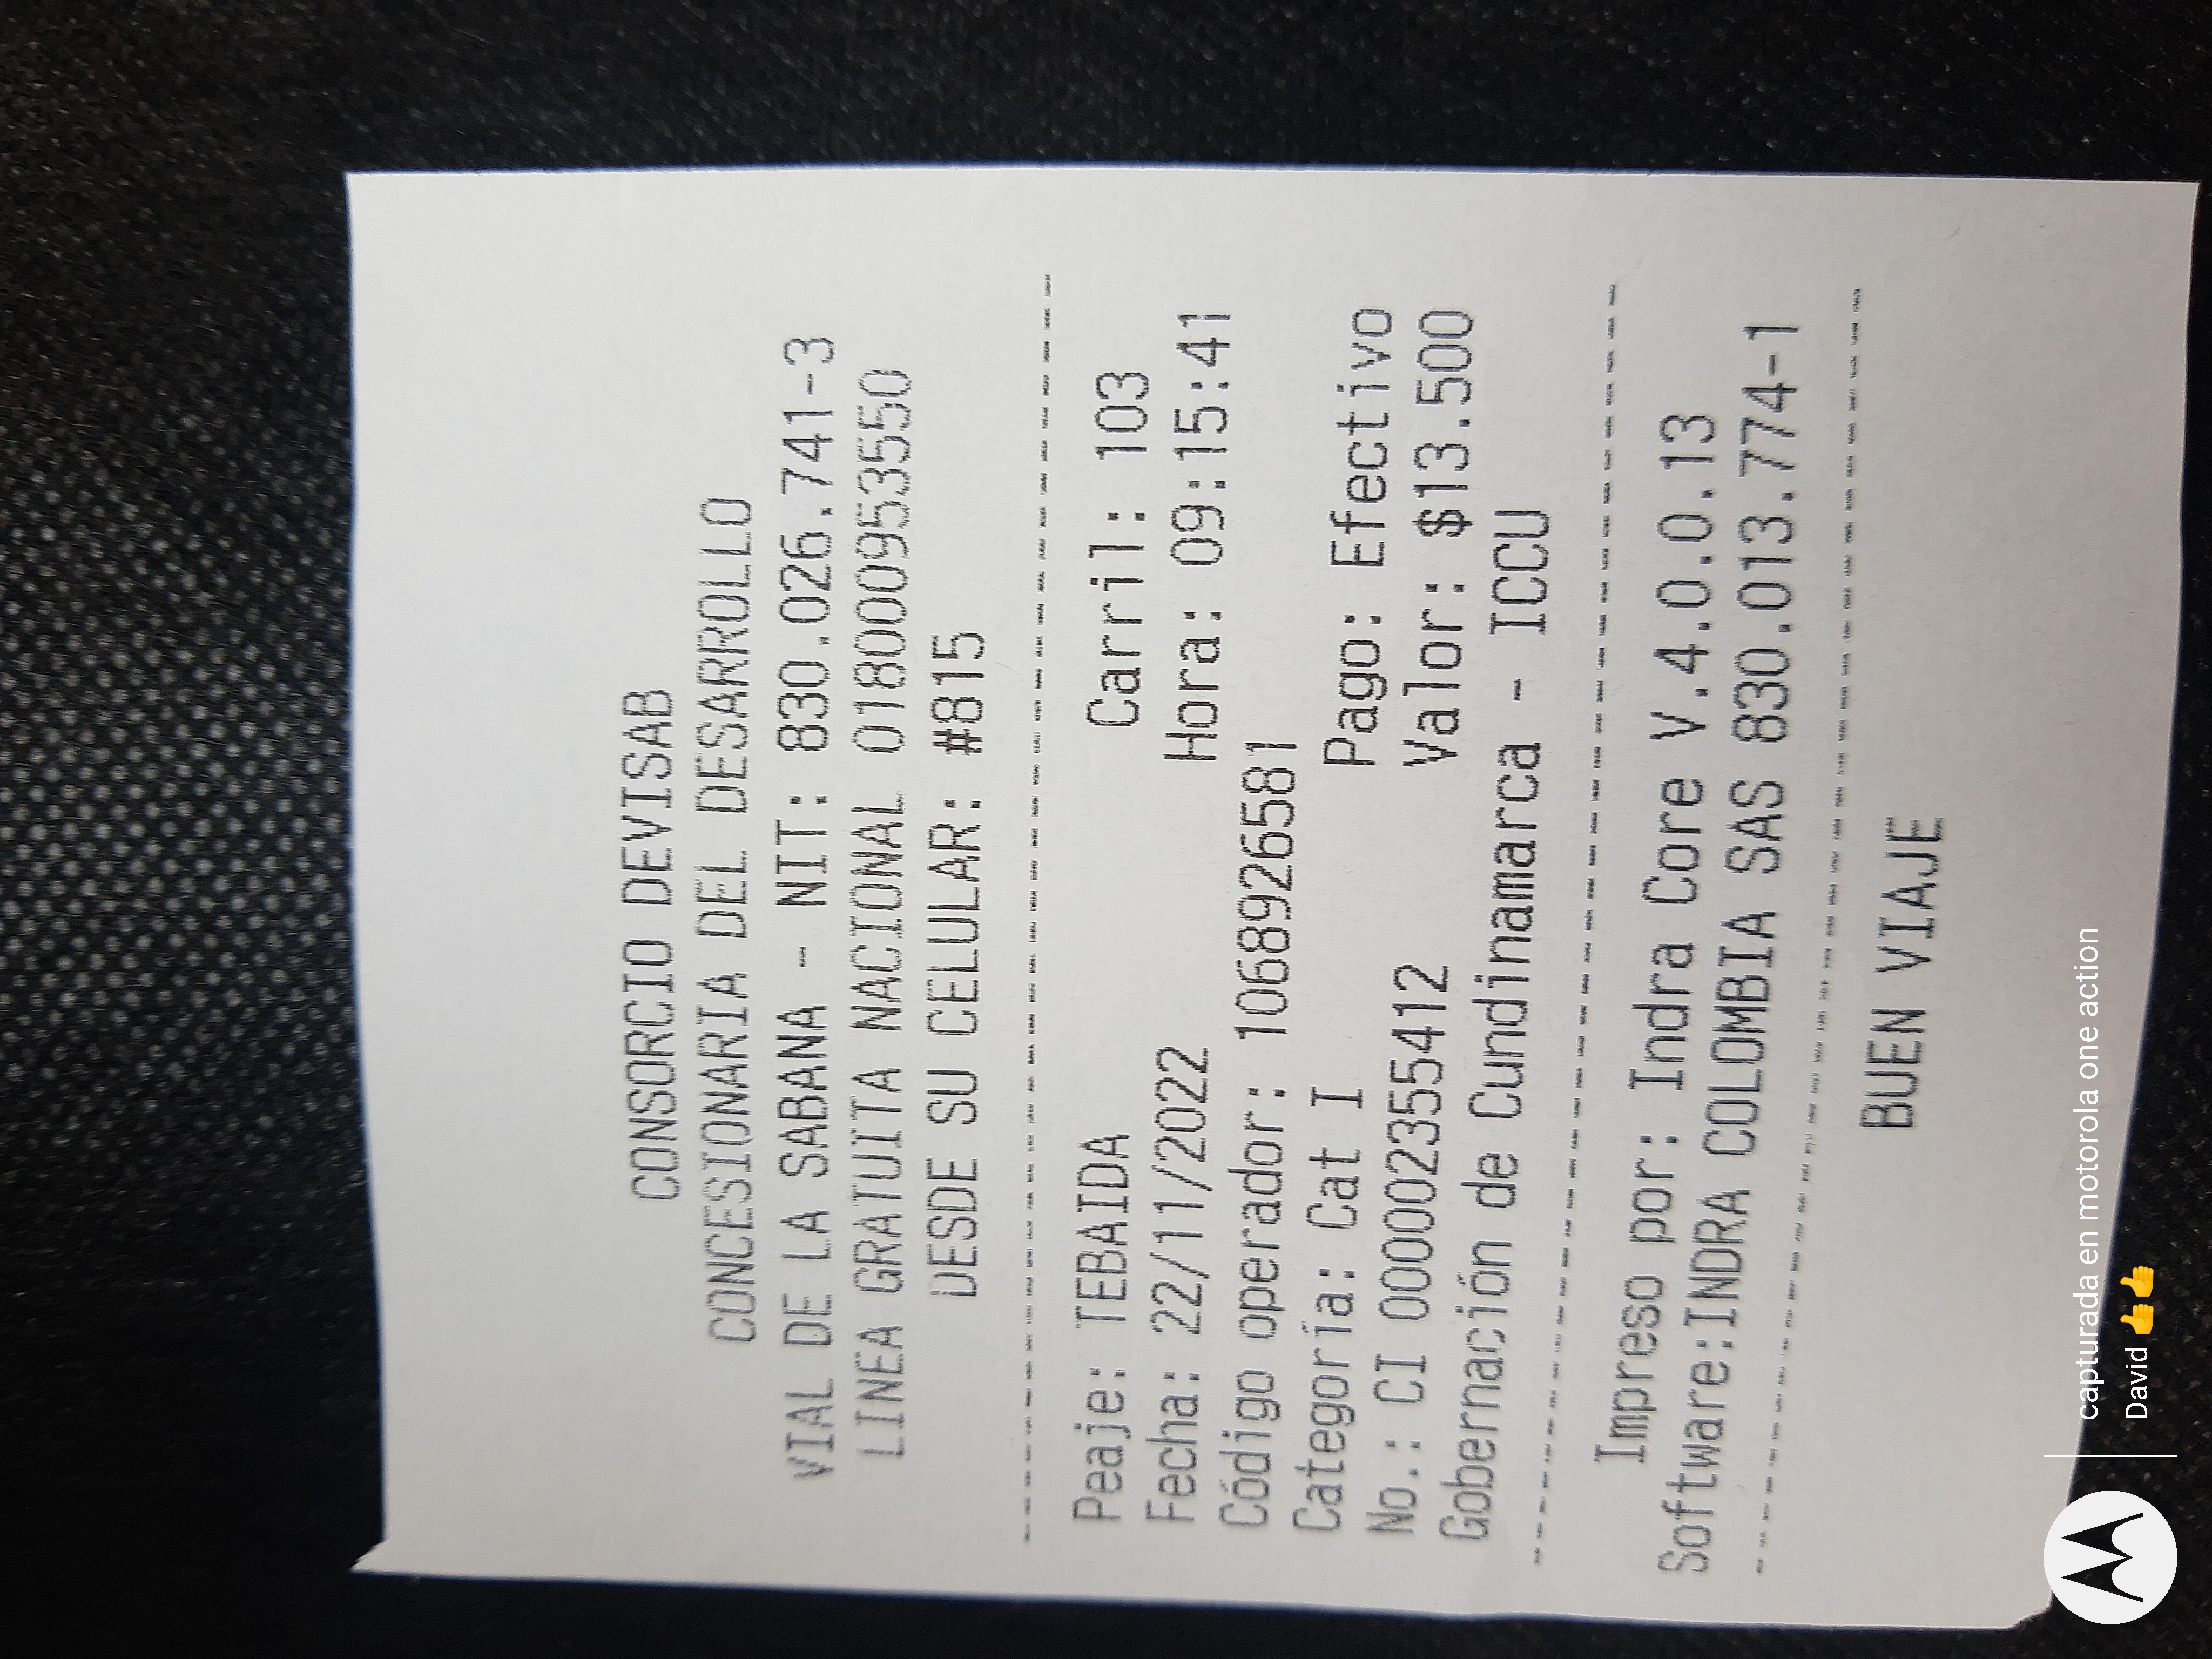 CONSORCIO DEVISAB
CONCESIONARIA DEL DESARROLLO
VIAL DE LA SABANA - NIT: 830.026.741-3
LINEA GRATUITA NACIONAL 018000953550
DESDE SU CELULAR: #815
Peaje: TEBAIDA Carril: 103
Fecha: 22/11/2022 Hora: 09:15:41
Código operador: 1068926581
Categoría: Cat I Pago: Efectivo
No.: CI 00002355412 Valor: $13.500
Gobernación de Cundinamarca - ICCU
Impreso por: Indra Core V.4.0.0.13
Software:INDRA COLOMBIA SAS 830.013.774-1
BUEN VIAJE
capturada en motorola one action
David 👍👍